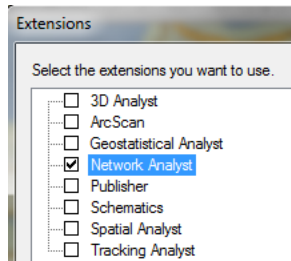 Extensions
Select the extensions you want to use.
3D Analyst
ArcScan
Geostatistical Analyst
Network Analyst
Publisher
Schematics
Spatial Analyst
Tracking Analyst